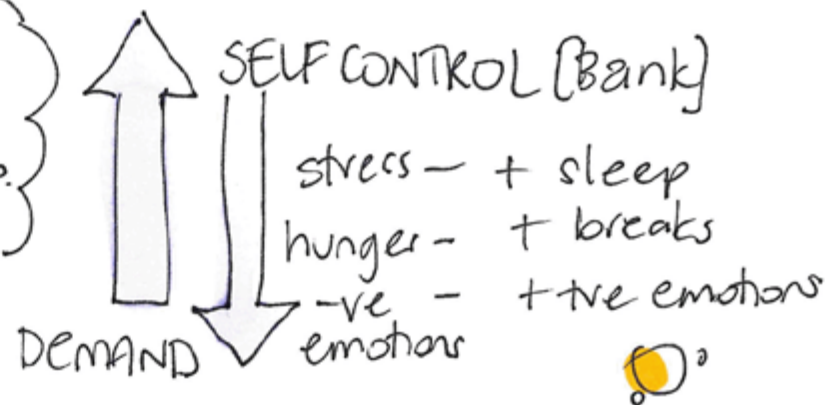 SELF CONTROL [Bank]
stress - + sleep
hunger - + breaks
-ve - + +ve emotions
emotions
DEMAND